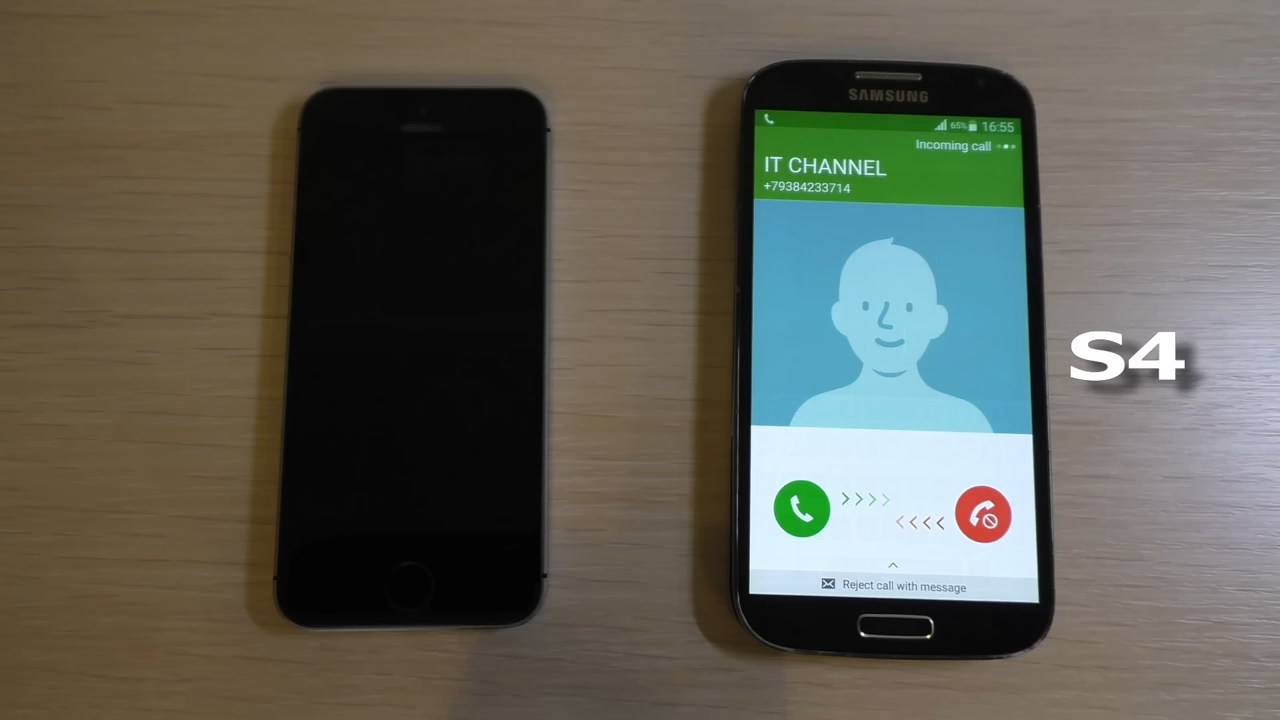 SAMSUNG
65% 16:55
Incoming call
IT CHANNEL
+79384233714
S4
Reject call with message